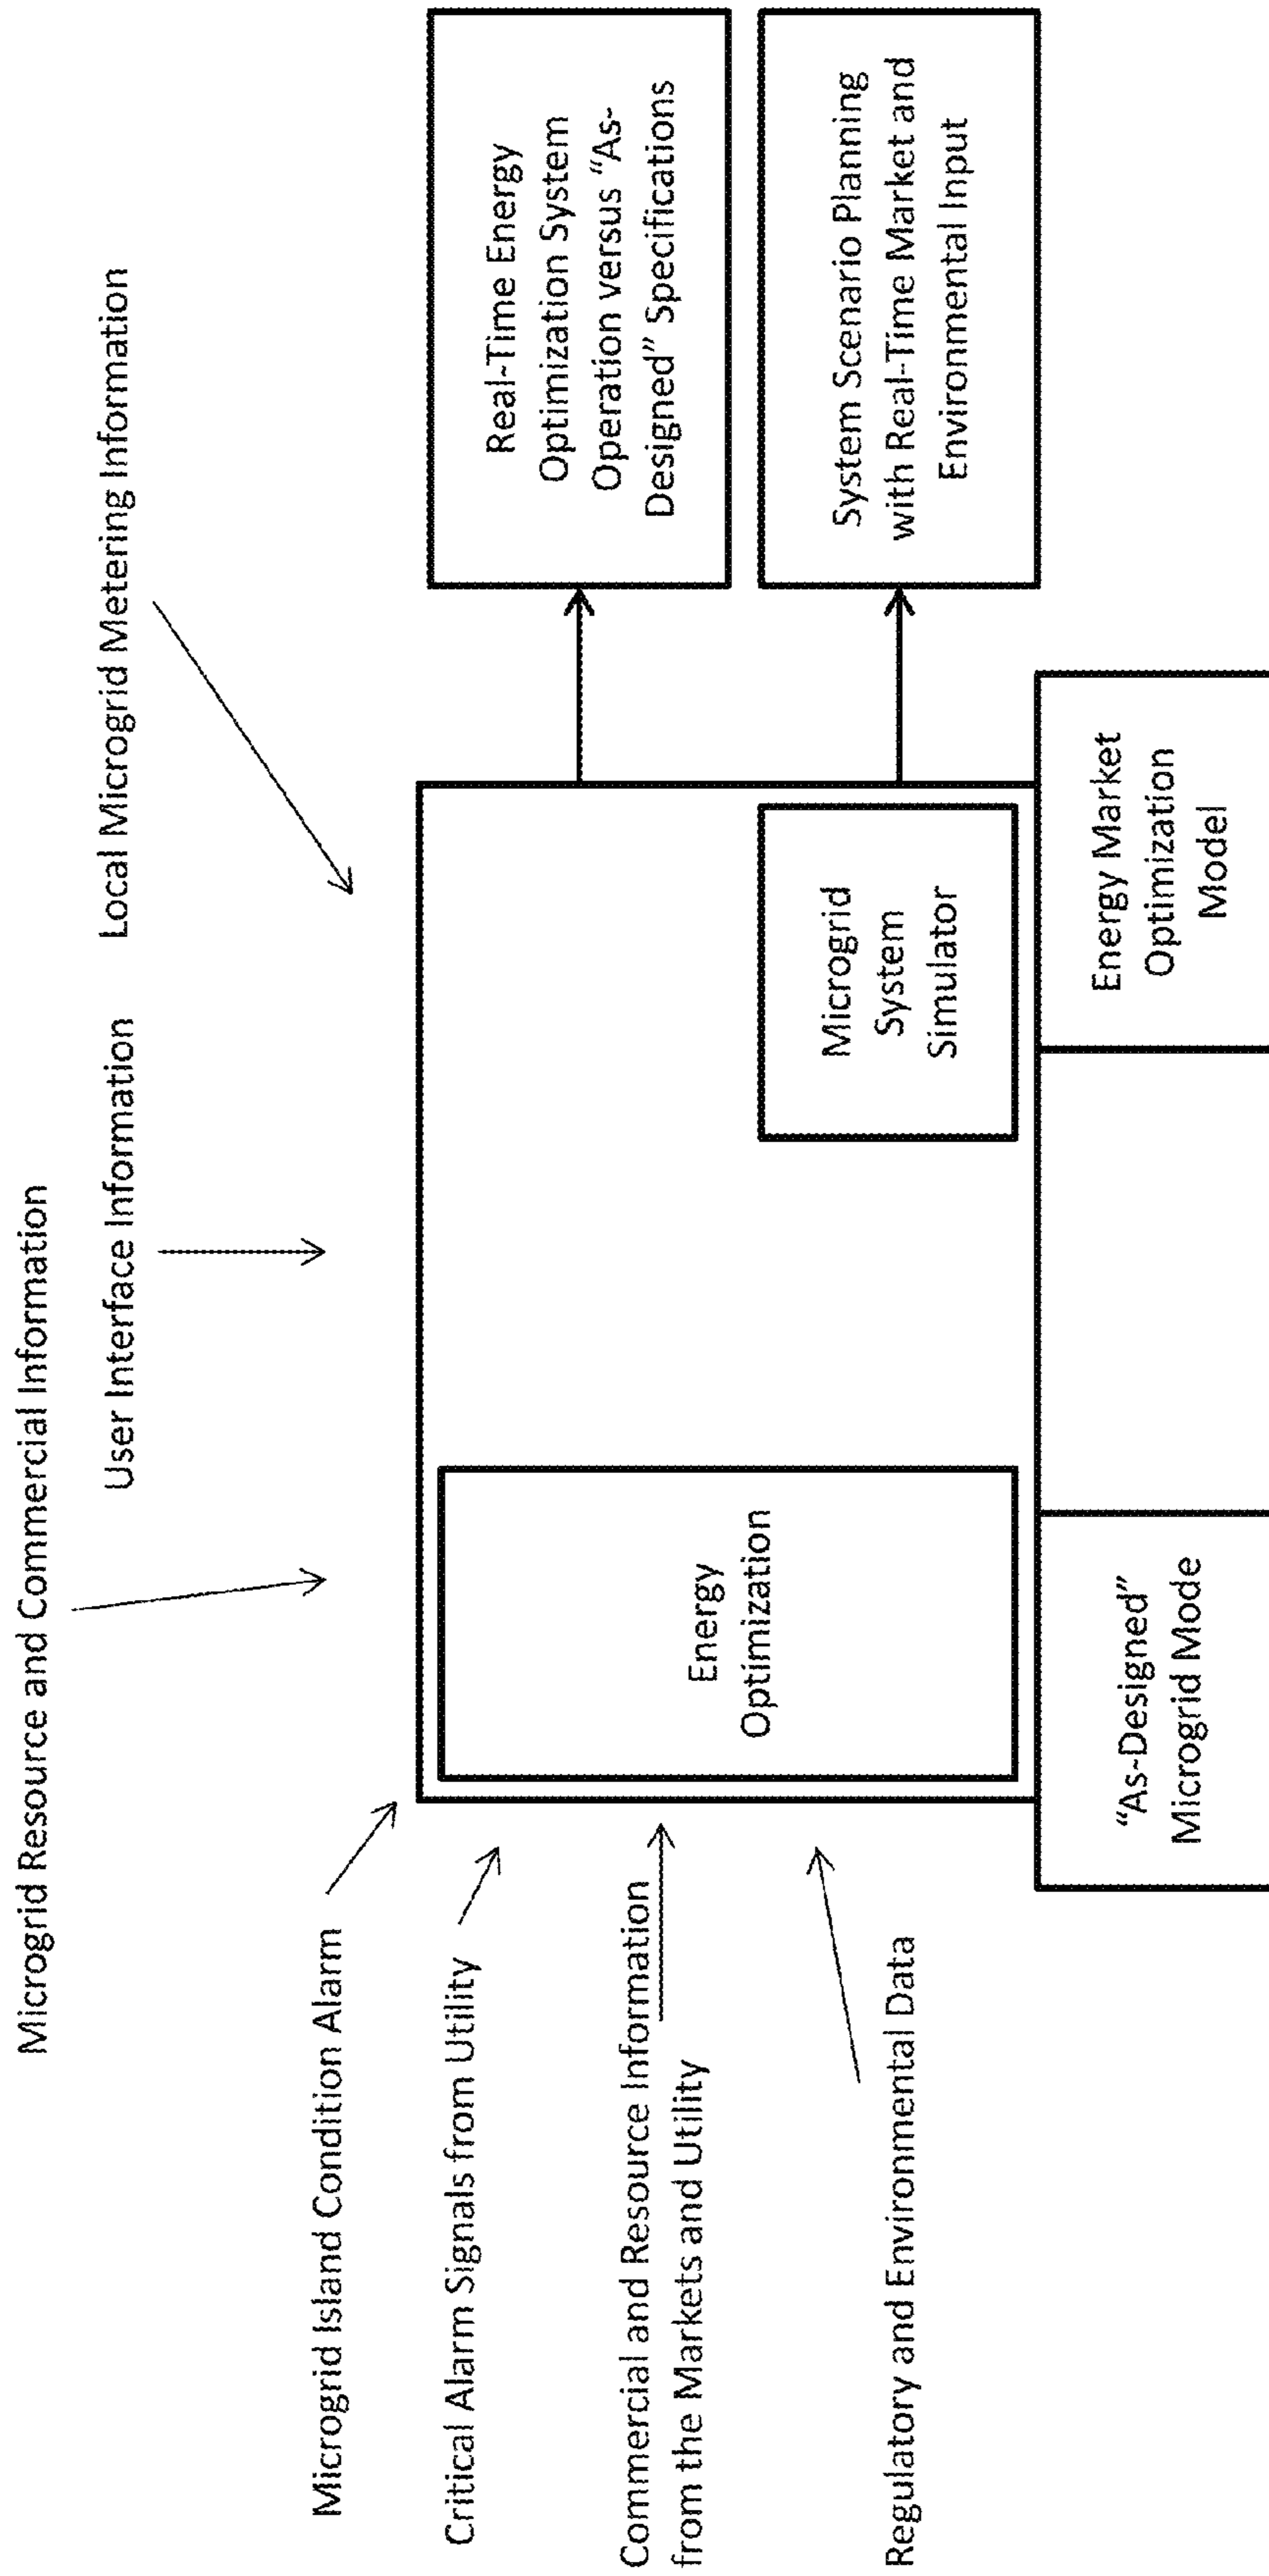 Microgrid Resource and Commercial Information
User Interface Information
Local Microgrid Metering Information
Microgrid Island Condition Alarm
Critical Alarm Signals from Utility
Commercial and Resource Information
from the Markets and Utility
Regulatory and Environmental Data
Energy
Optimization
Microgrid
System
Simulator
Real-Time Energy
Optimization System
Operation versus “As-
Designed” Specifications
System Scenario Planning
with Real-Time Market and
Environmental Input
“As-Designed”
Microgrid Mode
Energy Market
Optimization
Model